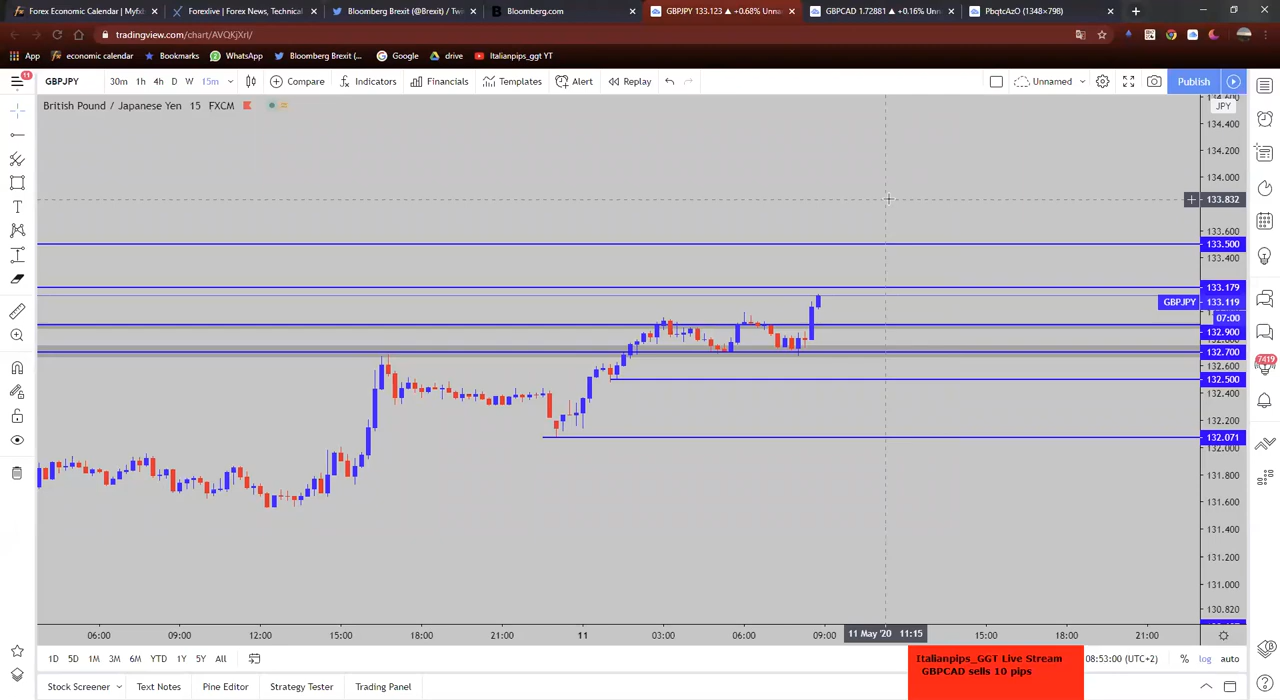 Forex Economic Calendar | Myfx
Forexlive | Forex News, Technical
Bloomberg Brexit (@Brexit) / Twi
Bloomberg.com
GBPJPY 133.123 ▲ +0.68% Unna
GBPCAD 1.72881 ▲ +0.16% Unn
PbqtcAzO (1348×798)
tradingview.com/chart/AVQKjXrI/
App
economic calendar
Bookmarks
WhatsApp
Bloomberg Brexit (...
Google
drive
Italianpips_ggt YT
11
GBPJPY
30m 1h 4h D W 15m
Compare
Indicators
Financials
Templates
Alert
Replay
Unnamed
Publish
British Pound / Japanese Yen 15 FXCM
JPY
134.400
134.200
134.000
133.832
133.600
133.500
133.400
133.179
GBPJPY 133.119
07:00
132.900
132.800
132.700
132.600
132.500
132.400
132.200
132.071
132.000
131.800
131.600
131.400
131.200
131.000
130.820
7419
06:00 09:00 12:00 15:00 18:00 21:00 11 03:00 06:00 09:00 11 May '20 11:15 15:00 18:00 21:00
1D 5D 1M 3M 6M YTD 1Y 5Y All
08:53:00 (UTC+2) % log auto
Italianpips_GGT Live Stream
GBPCAD sells 10 pips
Stock Screener
Text Notes
Pine Editor
Strategy Tester
Trading Panel